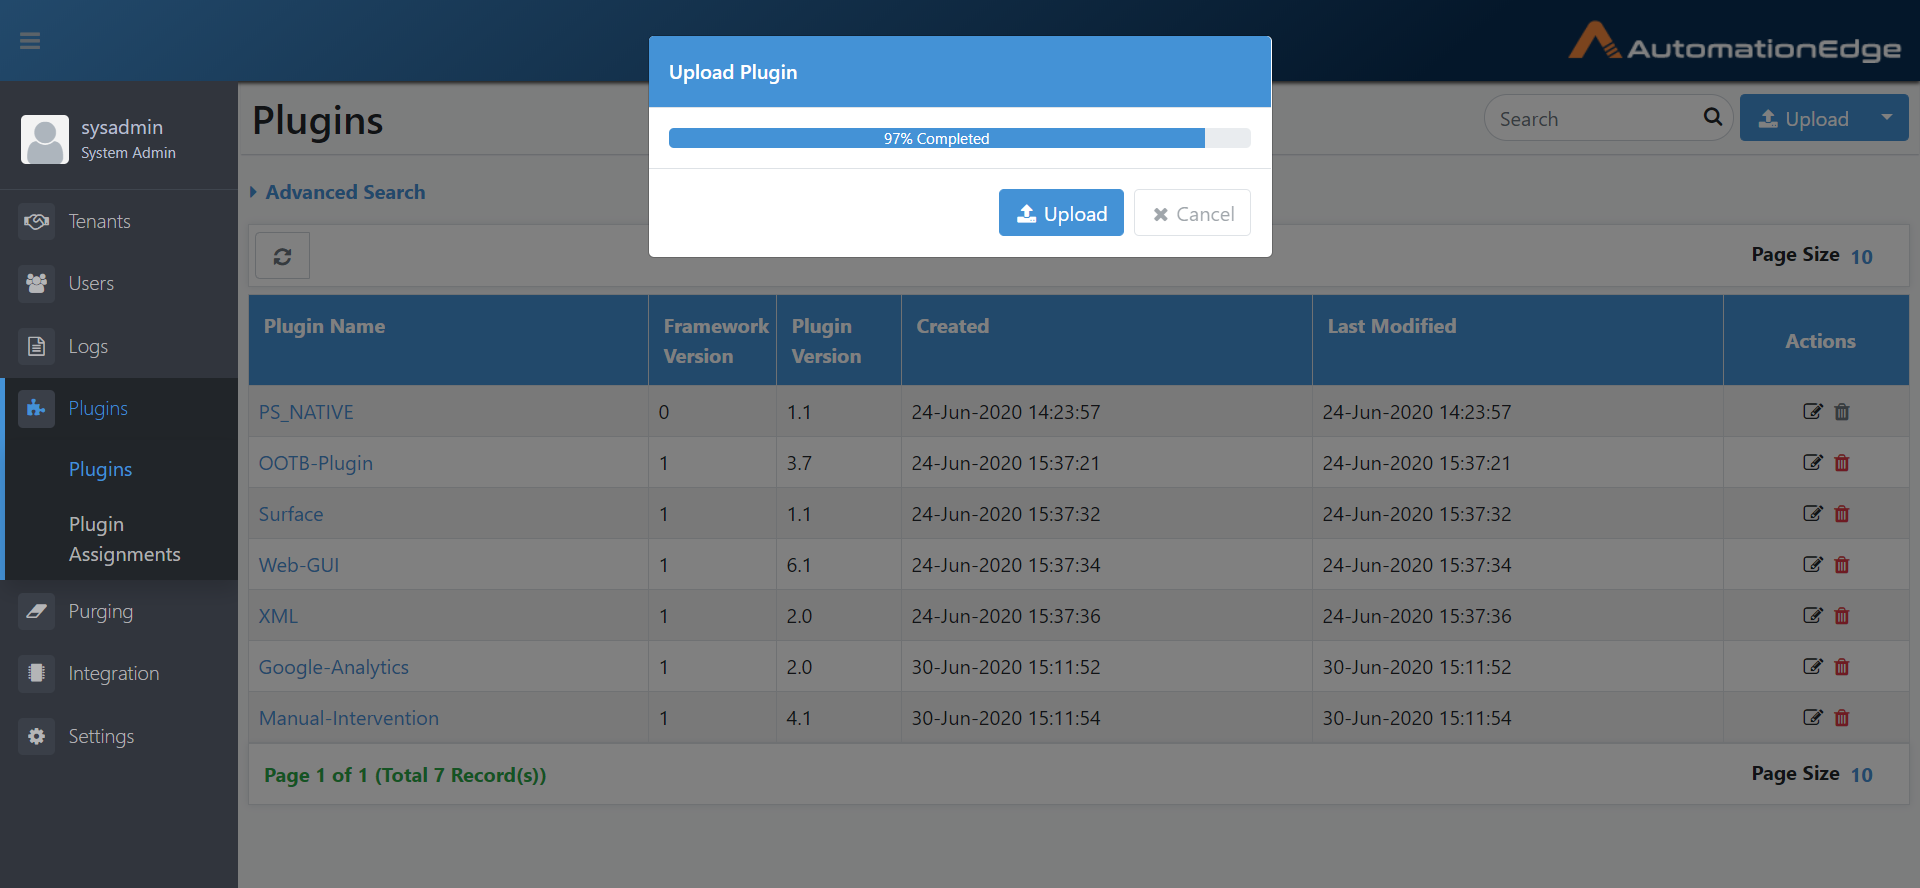 AutomationEdge
Upload Plugin
97% Completed
Upload
Cancel
sysadmin
System Admin
Tenants
Users
Logs
Plugins
Plugins
Plugin
Assignments
Purging
Integration
Settings
Plugins
Search
Upload
Advanced Search
Page Size 10
Plugin Name Framework Version Plugin Version Created Last Modified Actions
PS_NATIVE 0 1.1 24-Jun-2020 14:23:57 24-Jun-2020 14:23:57
OOTB-Plugin 1 3.7 24-Jun-2020 15:37:21 24-Jun-2020 15:37:21
Surface 1 1.1 24-Jun-2020 15:37:32 24-Jun-2020 15:37:32
Web-GUI 1 6.1 24-Jun-2020 15:37:34 24-Jun-2020 15:37:34
XML 1 2.0 24-Jun-2020 15:37:36 24-Jun-2020 15:37:36
Google-Analytics 1 2.0 30-Jun-2020 15:11:52 30-Jun-2020 15:11:52
Manual-Intervention 1 4.1 30-Jun-2020 15:11:54 30-Jun-2020 15:11:54
Page 1 of 1 (Total 7 Record(s))
Page Size 10